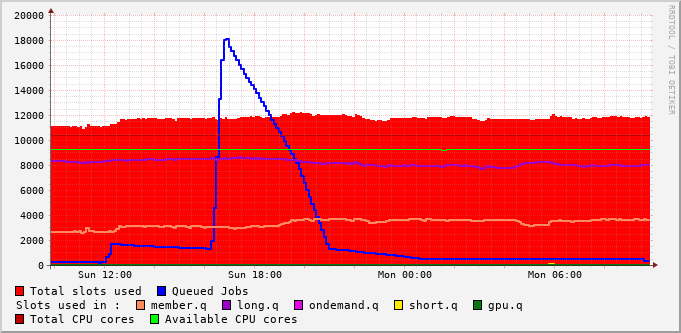 20000
18000
16000
14000
12000
10000
8000
6000
4000
2000
0
Sun 12:00 Sun 18:00 Mon 00:00 Mon 06:00
RRDTOOL / TOBI OETIKER
Total slots used Queued Jobs
Slots used in : member.q long.q ondemand.q short.q gpu.q
Total CPU cores Available CPU cores